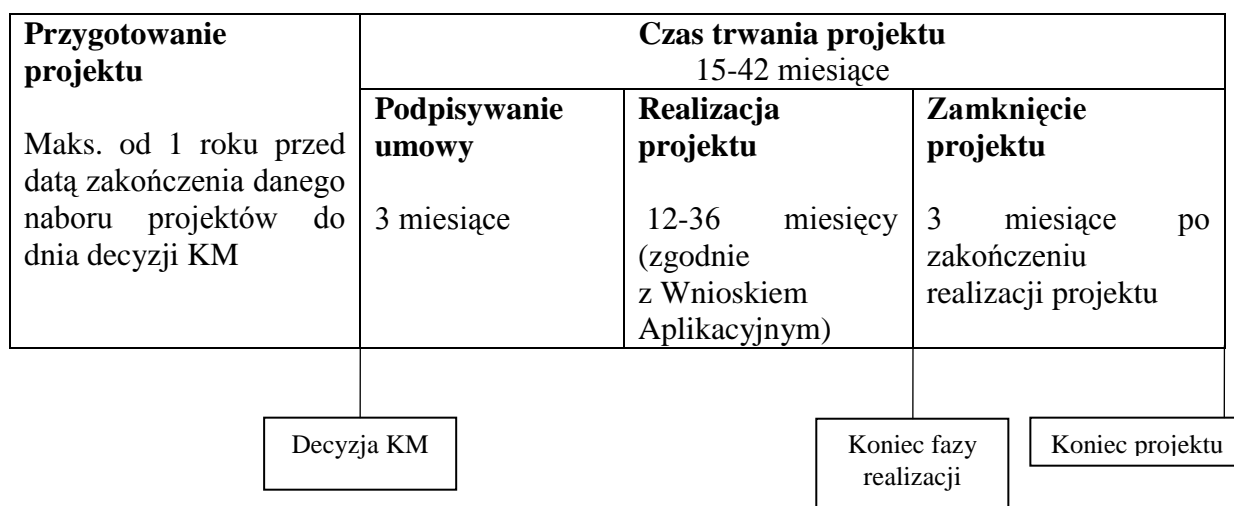 Przygotowanie
projektu
Maks. od 1 roku przed
datą zakończenia danego
naboru projektów do
dnia decyzji KM
Czas trwania projektu
15-42 miesiące
Podpisywanie
umowy
3 miesiące
Realizacja
projektu
12-36 miesięcy
(zgodnie
z Wnioskiem
Aplikacyjnym)
Zamknięcie
projektu
3 miesiące po
zakończeniu
realizacji projektu
Decyzja KM
Koniec fazy
realizacji
Koniec projektu